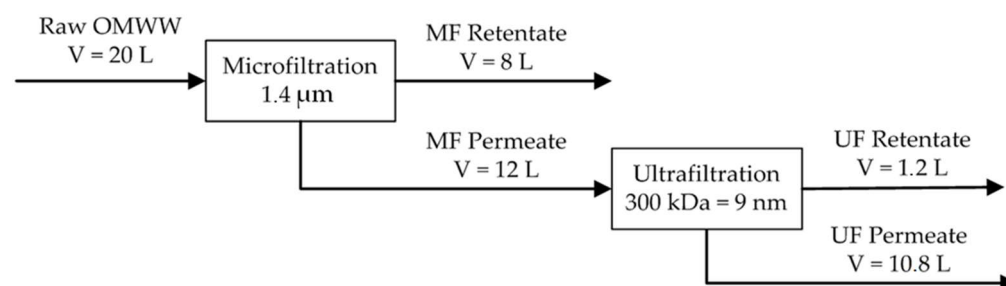 Raw OMWW
V = 20 L
Microfiltration
1.4 μm
MF Retentate
V = 8 L
MF Permeate
V = 12 L
Ultrafiltration
300 kDa = 9 nm
UF Retentate
V = 1.2 L
UF Permeate
V = 10.8 L